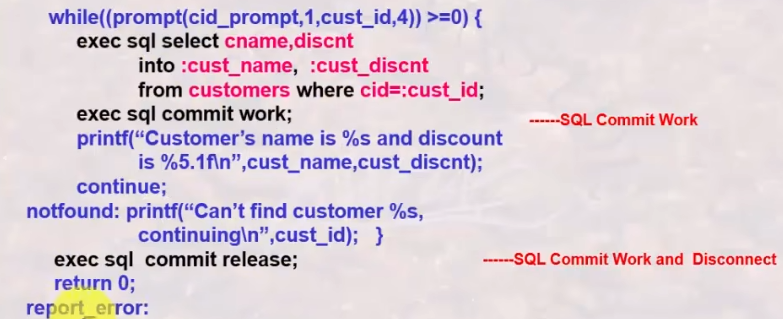 while((prompt(cid_prompt,1,cust_id,4)) >=0) {
exec sql select cname,discnt
into :cust_name, :cust_discnt
from customers where cid=:cust_id;
exec sql commit work; ------SQL Commit Work
printf(“Customer’s name is %s and discount
is %5.1f\n”,cust_name,cust_discnt);
continue;
notfound: printf(“Can’t find customer %s,
continuing\n”,cust_id); }
exec sql commit release; ------SQL Commit Work and Disconnect
return 0;
report_error: